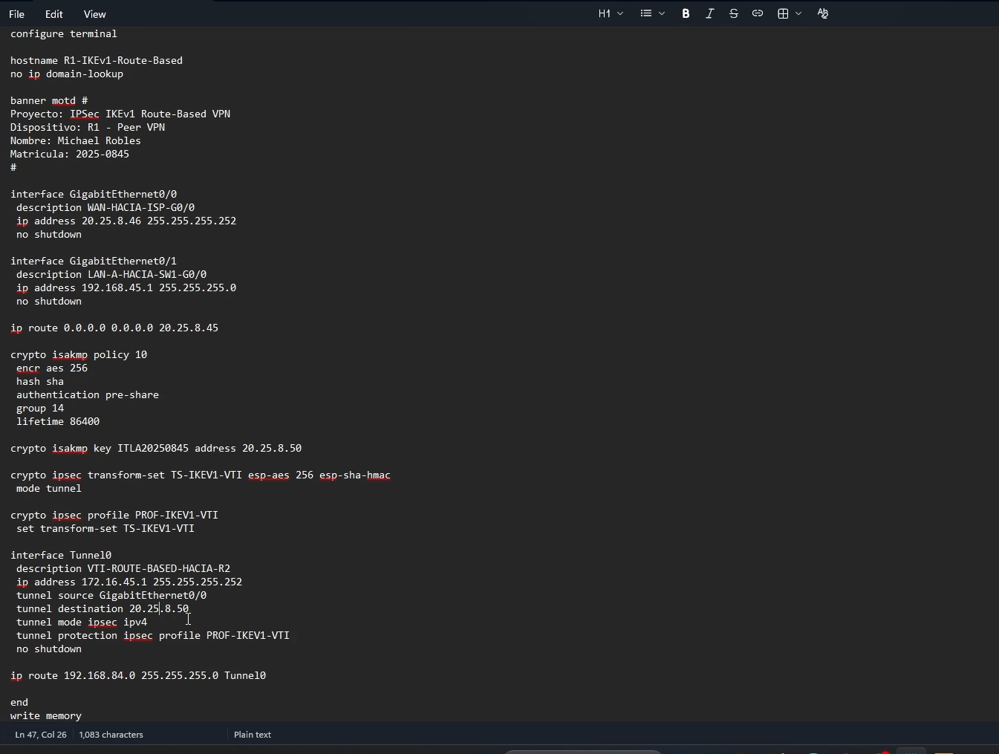 File Edit View H1 B I S
configure terminal
hostname R1-IKEv1-Route-Based
no ip domain-lookup
banner motd #
Proyecto: IPSec IKEv1 Route-Based VPN
Dispositivo: R1 - Peer VPN
Nombre: Michael Robles
Matricula: 2025-0845
#
interface GigabitEthernet0/0
description WAN-HACIA-ISP-G0/0
ip address 20.25.8.46 255.255.255.252
no shutdown
interface GigabitEthernet0/1
description LAN-A-HACIA-SW1-G0/0
ip address 192.168.45.1 255.255.255.0
no shutdown
ip route 0.0.0.0 0.0.0.0 20.25.8.45
crypto isakmp policy 10
encr aes 256
hash sha
authentication pre-share
group 14
lifetime 86400
crypto isakmp key ITLA20250845 address 20.25.8.50
crypto ipsec transform-set TS-IKEV1-VTI esp-aes 256 esp-sha-hmac
mode tunnel
crypto ipsec profile PROF-IKEV1-VTI
set transform-set TS-IKEV1-VTI
interface Tunnel0
description VTI-ROUTE-BASED-HACIA-R2
ip address 172.16.45.1 255.255.255.252
tunnel source GigabitEthernet0/0
tunnel destination 20.25.8.50
tunnel mode ipsec ipv4
tunnel protection ipsec profile PROF-IKEV1-VTI
no shutdown
ip route 192.168.84.0 255.255.255.0 Tunnel0
end
write memory
Ln 47, Col 26 1,083 characters Plain text